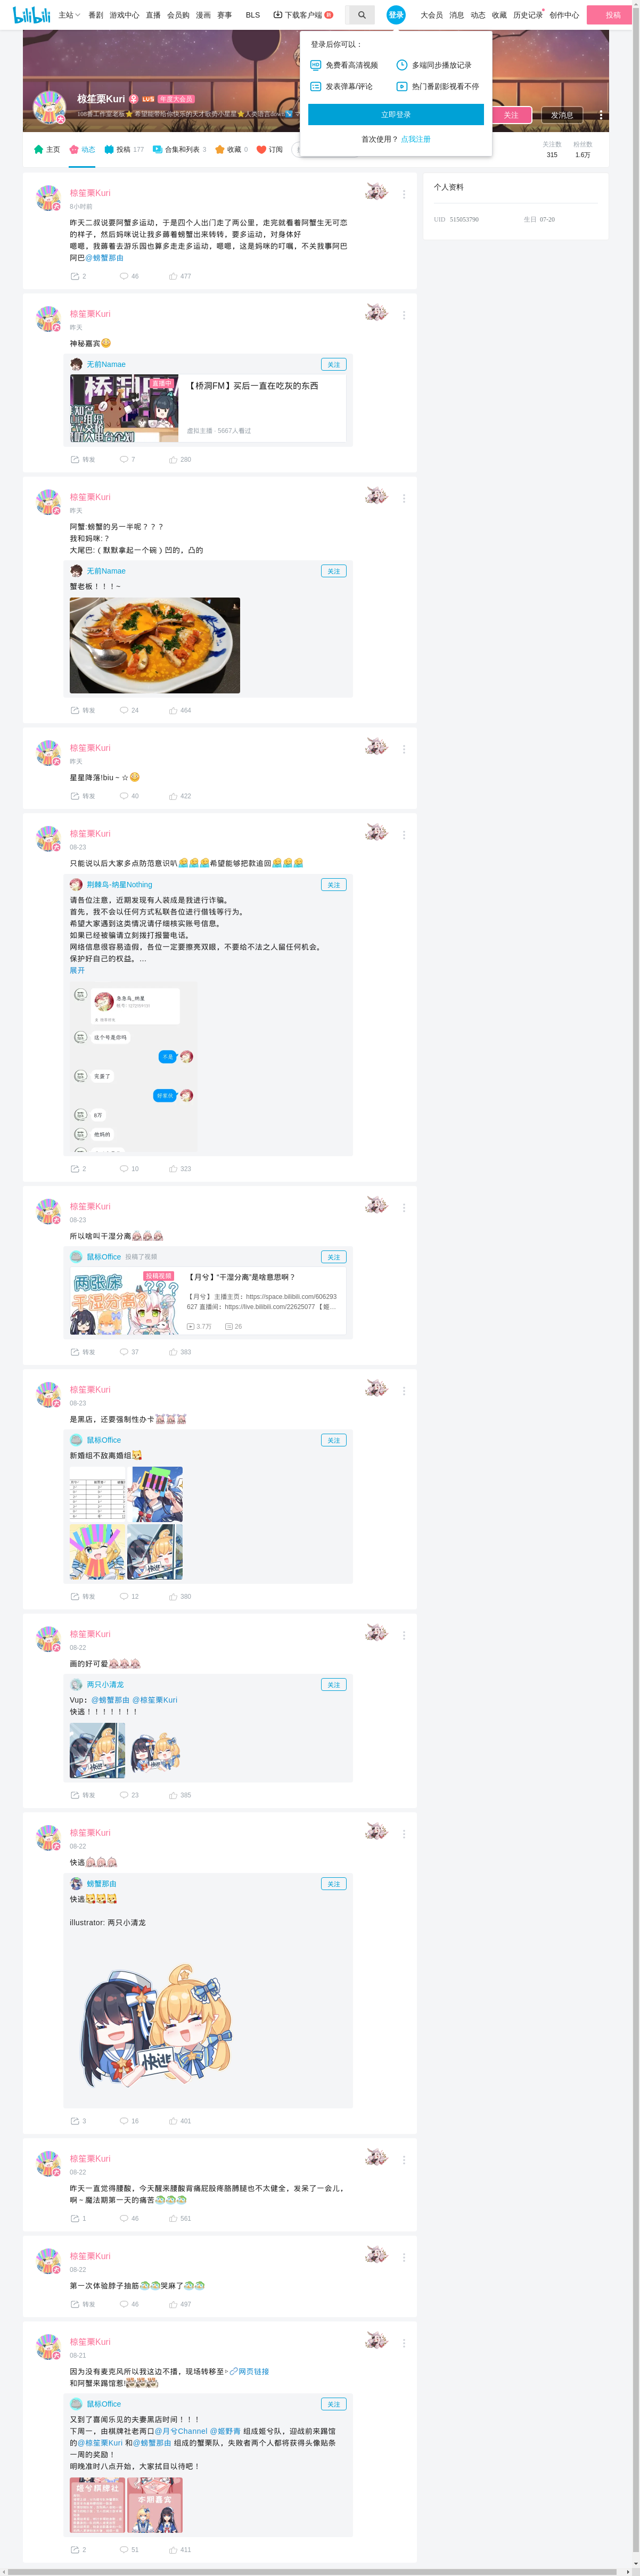 主站
番剧
游戏中心
直播
会员购
漫画
赛事
BLS
下载客户端
登录
大会员
消息
动态
收藏
历史记录
创作中心
投稿
登录后你可以：
免费看高清视频
多端同步播放记录
发表弹幕/评论
热门番剧影视看不停
立即登录
首次使用？ 点我注册
椋笙栗Kuri
年度大会员
关注
发消息
主页
动态
投稿 177
合集和列表 3
收藏 0
订阅
关注数
315
粉丝数
1.6万
个人资料
UID 515053790
生日 07-20
椋笙栗Kuri
8小时前
昨天二叔说要阿蟹多运动，于是四个人出门走了两公里，走完就看着阿蟹生无可恋
的样子，然后妈咪说让我多薅着螃蟹出来转转，要多运动，对身体好
嗯嗯，我薅着去游乐园也算多走走多运动，嗯嗯，这是妈咪的叮嘱，不关我事阿巴
阿巴@螃蟹那由
2
46
477
椋笙栗Kuri
昨天
神秘嘉宾
无前Namae
关注
直播中
【桥洞FM】买后一直在吃灰的东西
虚拟主播 · 5667人看过
转发
7
280
椋笙栗Kuri
昨天
阿蟹:螃蟹的另一半呢？？？
我和妈咪:？
大尾巴:（默默拿起一个碗）凹的，凸的
无前Namae
关注
蟹老板！！！~
转发
24
464
椋笙栗Kuri
昨天
星星降落!biu～☆
转发
40
422
椋笙栗Kuri
08-23
只能说以后大家多点防范意识叭希望能够把款追回
荆棘鸟-纳星Nothing
关注
请各位注意，近期发现有人装成是我进行诈骗。
首先，我不会以任何方式私联各位进行借钱等行为。
希望大家遇到这类情况请仔细核实账号信息。
如果已经被骗请立刻拨打报警电话。
网络信息很容易造假，各位一定要擦亮双眼，不要给不法之人留任何机会。
保护好自己的权益。…
展开
这个号是你吗
不是
完蛋了
8万
他妈的
2
10
323
椋笙栗Kuri
08-23
所以啥叫干湿分离
鼠标Office 投稿了视频
关注
投稿视频
两张床
干湿分离?
【月兮】“干湿分离”是啥意思啊？
【月兮】 主播主页：https://space.bilibili.com/606293
627 直播间：https://live.bilibili.com/22625077 【姬…
3.7万
26
转发
37
383
椋笙栗Kuri
08-23
是黑店，还要强制性办卡
鼠标Office
关注
新婚组不敌离婚组
转发
12
380
椋笙栗Kuri
08-22
画的好可爱
两只小清龙
关注
Vup：@螃蟹那由 @椋笙栗Kuri
快逃！！！！！！！
转发
23
385
椋笙栗Kuri
08-22
快逃
螃蟹那由
关注
快逃
illustrator: 两只小清龙
快逃
3
16
401
椋笙栗Kuri
08-22
昨天一直觉得腰酸，今天醒来腰酸背痛屁股疼胳膊腿也不太健全，发呆了一会儿，
啊～魔法期第一天的痛苦
1
46
561
椋笙栗Kuri
08-22
第一次体验脖子抽筋哭麻了
转发
46
497
椋笙栗Kuri
08-21
因为没有麦克风所以我这边不播，现场转移至☞网页链接
和阿蟹来踢馆惹!
鼠标Office
关注
又到了喜闻乐见的夫妻黑店时间！！！
下周一，由棋牌社老两口@月兮Channel @姬野青 组成姬兮队，迎战前来踢馆
的@椋笙栗Kuri 和@螃蟹那由 组成的蟹栗队，失败者两个人都将获得头像贴条
一周的奖励！
明晚准时八点开始，大家拭目以待吧！
姬兮棋牌社
本期嘉宾
2
51
411